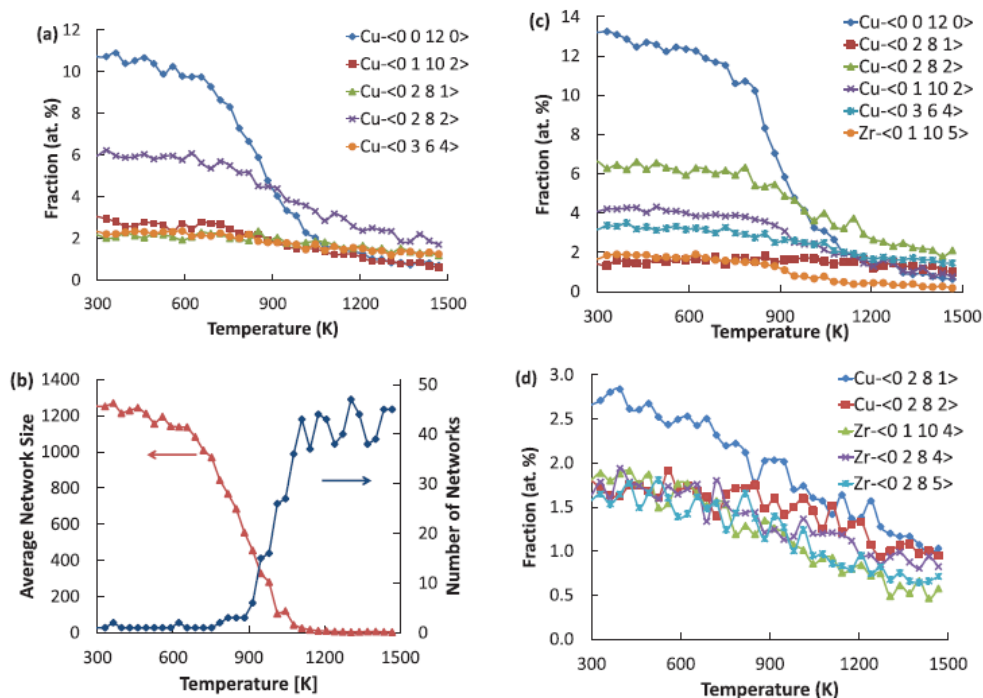 (a)
Fraction (at. %)
12
10
8
6
4
2
0
300
600
900
1200
1500
Temperature (K)
Cu-<0 0 12 0>
Cu-<0 1 10 2>
Cu-<0 2 8 1>
Cu-<0 2 8 2>
Cu-<0 3 6 4>
(c)
Fraction (at. %)
14
12
10
8
6
4
2
0
300
600
900
1200
1500
Temperature (K)
Cu-<0 0 12 0>
Cu-<0 2 8 1>
Cu-<0 2 8 2>
Cu-<0 1 10 2>
Cu-<0 3 6 4>
Zr-<0 1 10 5>
(b)
Average Network Size
1400
1200
1000
800
600
400
200
0
Number of Networks
50
40
30
20
10
0
300
600
900
1200
1500
Temperature [K]
(d)
Fraction (at. %)
3.0
2.5
2.0
1.5
1.0
0.5
0.0
300
600
900
1200
1500
Temperature (K)
Cu-<0 2 8 1>
Cu-<0 2 8 2>
Zr-<0 1 10 4>
Zr-<0 2 8 4>
Zr-<0 2 8 5>